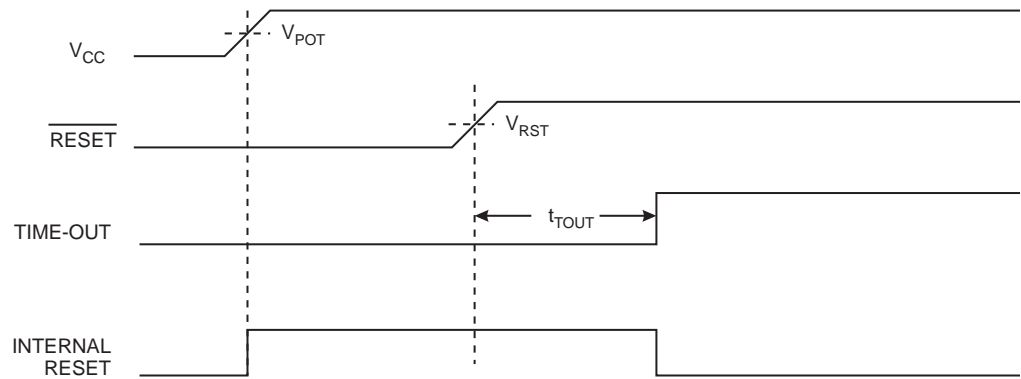 V_CC
V_POT
RESET
V_RST
TIME-OUT
t_TOUT
INTERNAL
RESET